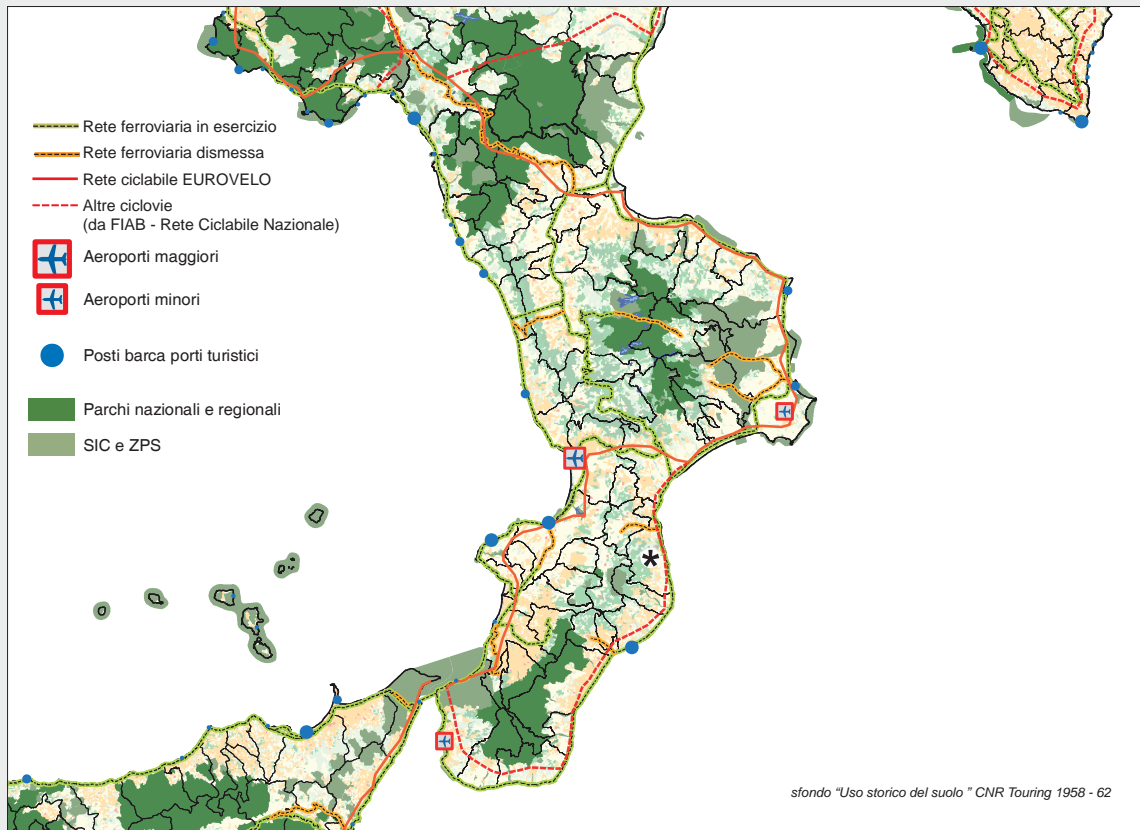 Rete ferroviaria in esercizio
Rete ferroviaria dismessa
Rete ciclabile EUROVELO
Altre ciclovie
(da FIAB - Rete Ciclabile Nazionale)
Aeroporti maggiori
Aeroporti minori
Posti barca porti turistici
Parchi nazionali e regionali
SIC e ZPS
*
sfondo “Uso storico del suolo ” CNR Touring 1958 - 62